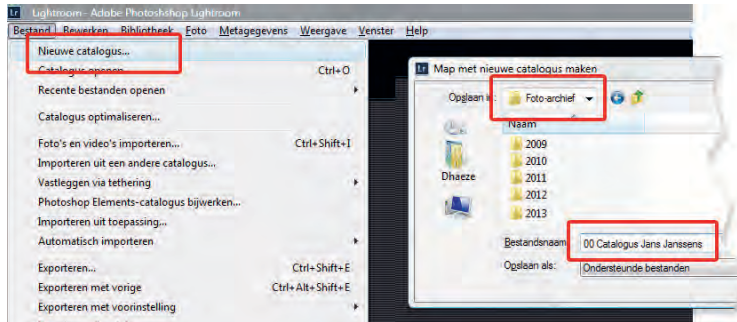 Lightroom - Adobe Photoshop Lightroom
Bestand Bewerken Bibliotheek Foto Metagegevens Weergave Venster Help
Nieuwe catalogus...
Catalogus openen... Ctrl+O
Recente bestanden openen
Catalogus optimaliseren...
Foto's en video's importeren... Ctrl+Shift+I
Importeren uit een andere catalogus...
Vastleggen via tethering
Photoshop Elements-catalogus bijwerken...
Importeren uit toepassing...
Automatisch importeren
Exporteren... Ctrl+Shift+E
Exporteren met vorige Ctrl+Alt+Shift+E
Exporteren met voorinstelling
Map met nieuwe catalogus maken
Opslaan in: Foto-archief
Naam
2009
2010
2011
2012
2013
Dhaeze
Bestandsnaam: 00 Catalogus Jans Janssens
Opslaan als: Ondersteunde bestanden